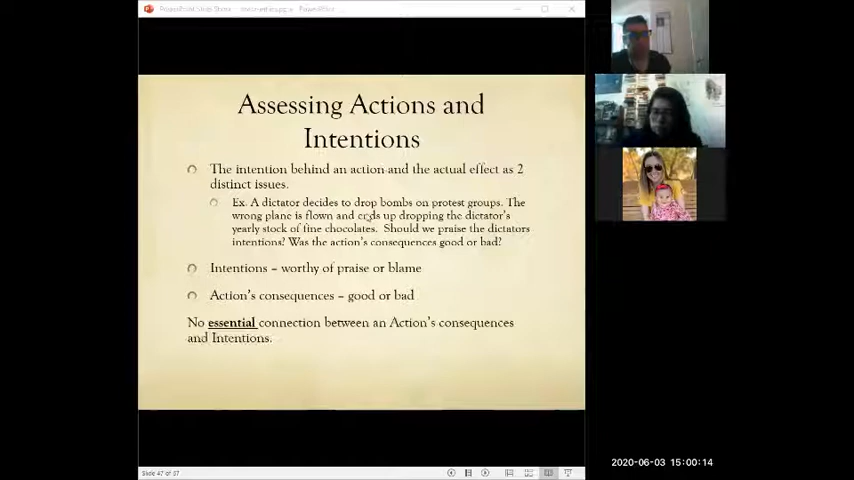 Assessing Actions and
Intentions
The intention behind an action and the actual effect as 2
distinct issues.
Ex. A dictator decides to drop bombs on protest groups. The
wrong plane is flown and ends up dropping the dictator's
yearly stock of fine chocolates. Should we praise the dictators
intentions? Was the action's consequences good or bad?
Intentions – worthy of praise or blame
Action's consequences – good or bad
No essential connection between an Action's consequences
and Intentions.
Slide 47 of 57
2020-06-03 15:00:14